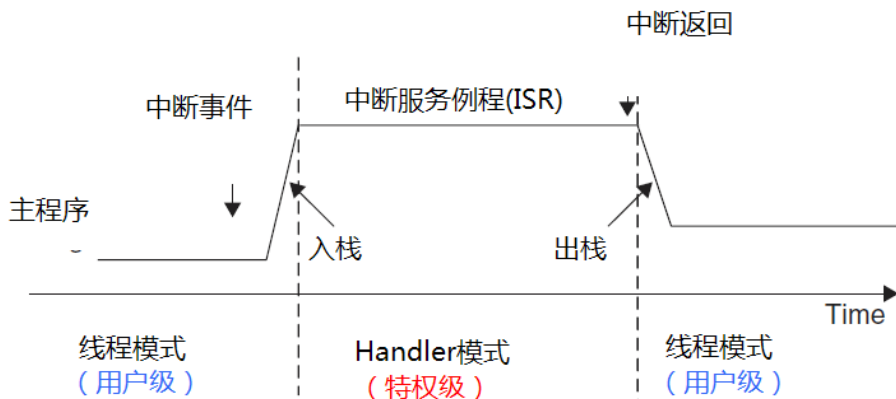 中断返回
中断事件
中断服务例程(ISR)
主程序
入栈
出栈
Time
线程模式
Handler模式
线程模式
（用户级）
（特权级）
（用户级）